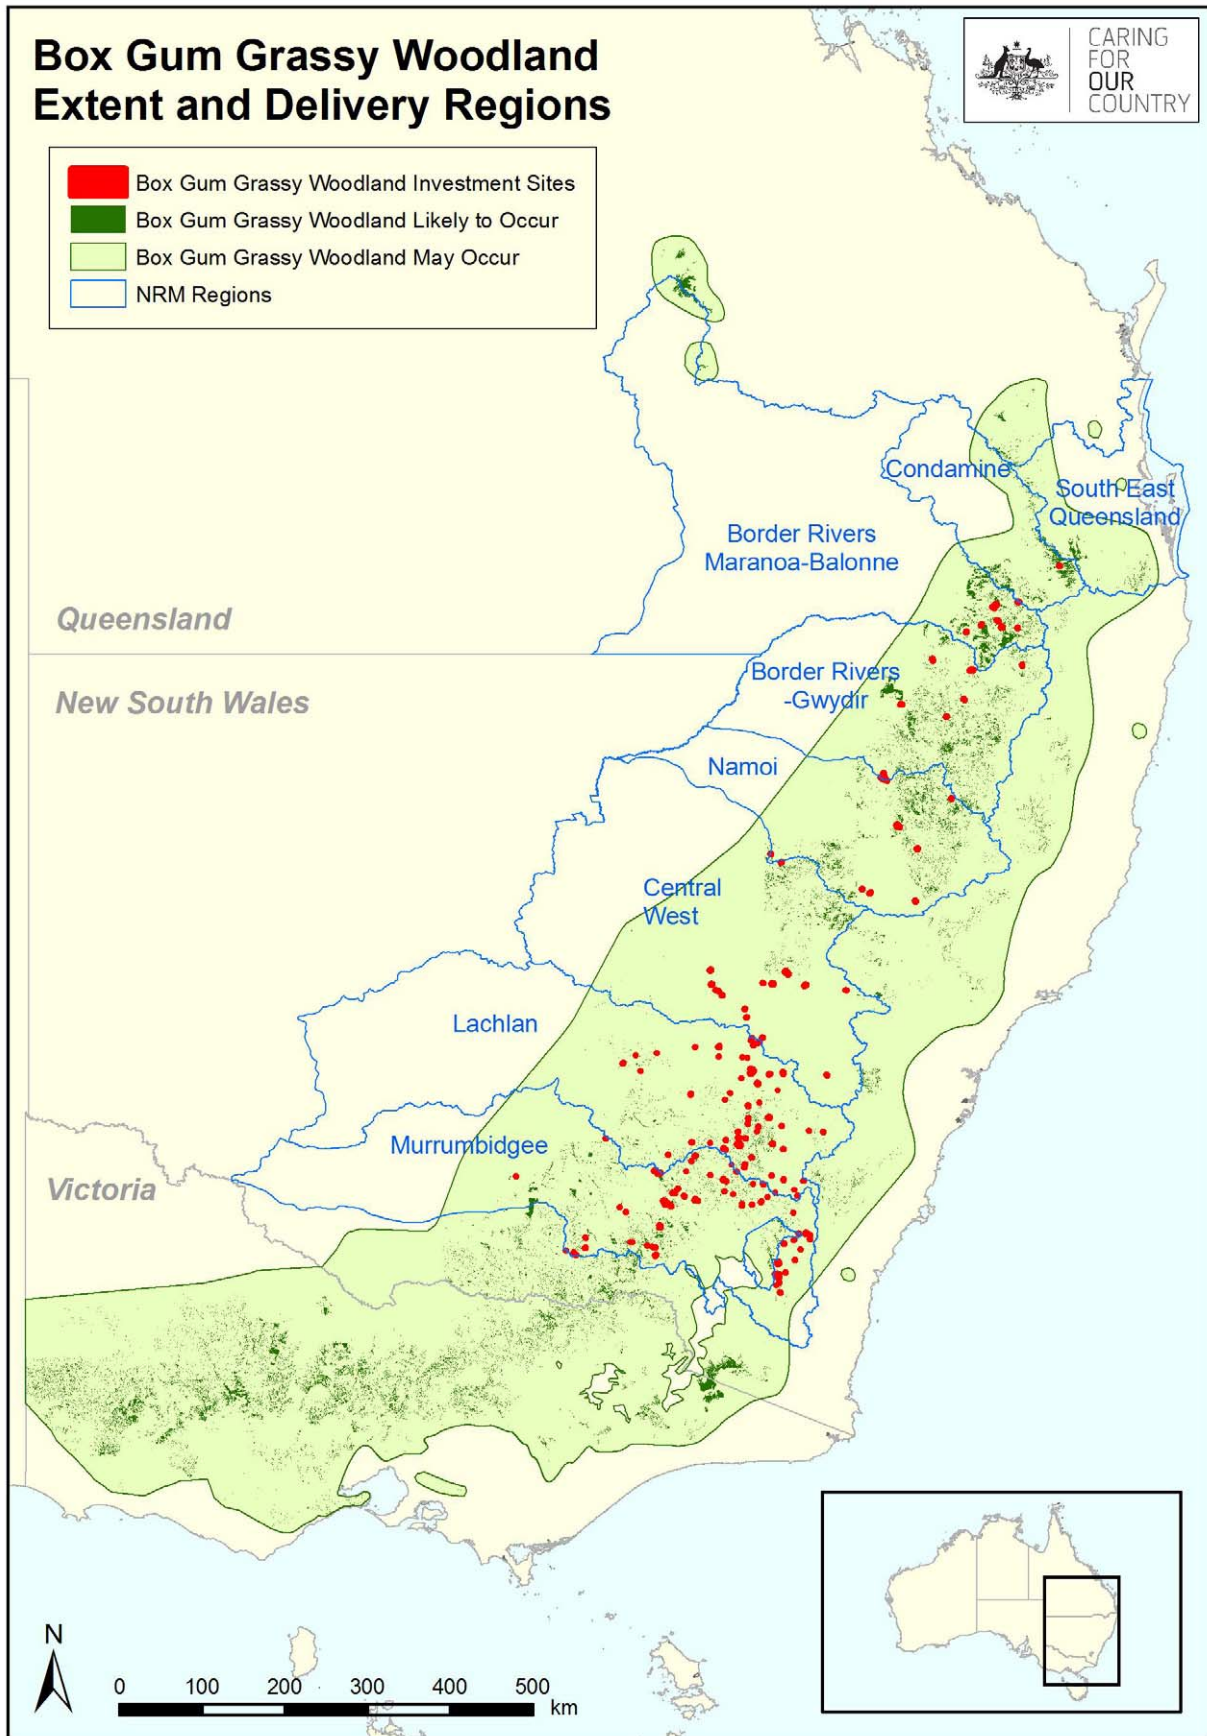 Box Gum Grassy Woodland
Extent and Delivery Regions
CARING
FOR
OUR
COUNTRY
Box Gum Grassy Woodland Investment Sites
Box Gum Grassy Woodland Likely to Occur
Box Gum Grassy Woodland May Occur
NRM Regions
Condamine
South East
Queensland
Border Rivers
Maranoa-Balonne
Queensland
New South Wales
Border Rivers
-Gwydir
Namoi
Central
West
Lachlan
Murrumbidgee
Victoria
N
0 100 200 300 400 500
km